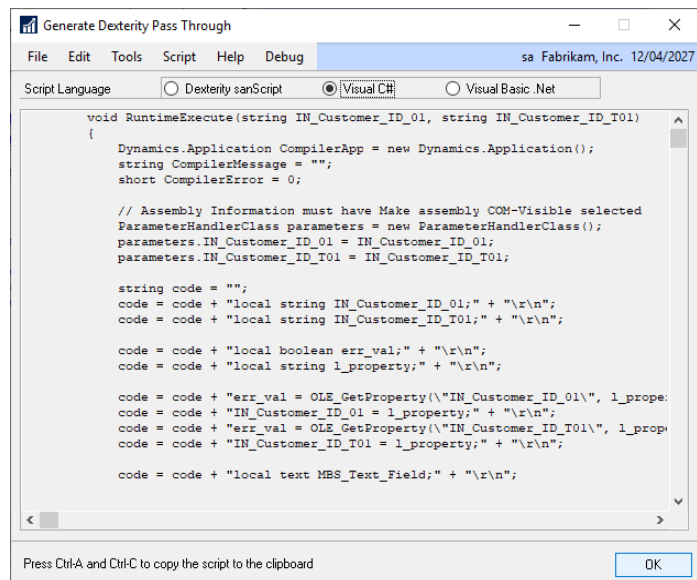 Generate Dexterity Pass Through
File Edit Tools Script Help Debug sa Fabrikam, Inc. 12/04/2027
Script Language Dexterity sanScript Visual C# Visual Basic .Net
void RuntimeExecute(string IN_Customer_ID_01, string IN_Customer_ID_T01)
{
Dynamics.Application CompilerApp = new Dynamics.Application();
string CompilerMessage = "";
short CompilerError = 0;
// Assembly Information must have Make assembly COM-Visible selected
ParameterHandlerClass parameters = new ParameterHandlerClass();
parameters.IN_Customer_ID_01 = IN_Customer_ID_01;
parameters.IN_Customer_ID_T01 = IN_Customer_ID_T01;
string code = "";
code = code + "local string IN_Customer_ID_01;" + "\r\n";
code = code + "local string IN_Customer_ID_T01;" + "\r\n";
code = code + "local boolean err_val;" + "\r\n";
code = code + "local string l_property;" + "\r\n";
code = code + "err_val = OLE_GetProperty(\"IN_Customer_ID_01\", l_prope
code = code + "IN_Customer_ID_01 = l_property;" + "\r\n";
code = code + "err_val = OLE_GetProperty(\"IN_Customer_ID_T01\", l_prop
code = code + "IN_Customer_ID_T01 = l_property;" + "\r\n";
code = code + "local text MBS_Text_Field;" + "\r\n";
Press Ctrl-A and Ctrl-C to copy the script to the clipboard OK